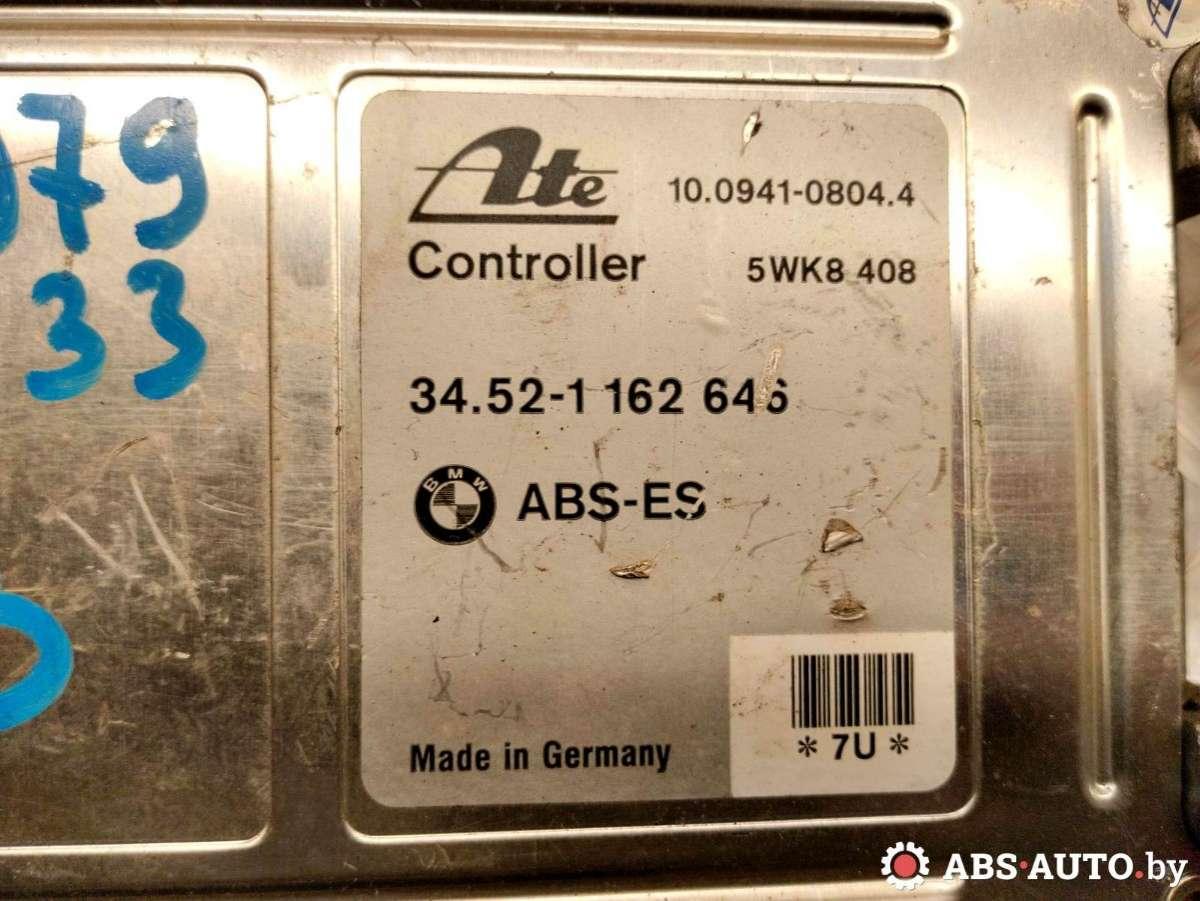 079
33
Ate
10.0941-0804.4
Controller
5WK8 408
34.52-1 162 646
BMW
ABS-ES
* 7U *
Made in Germany
ABS·AUTO.by